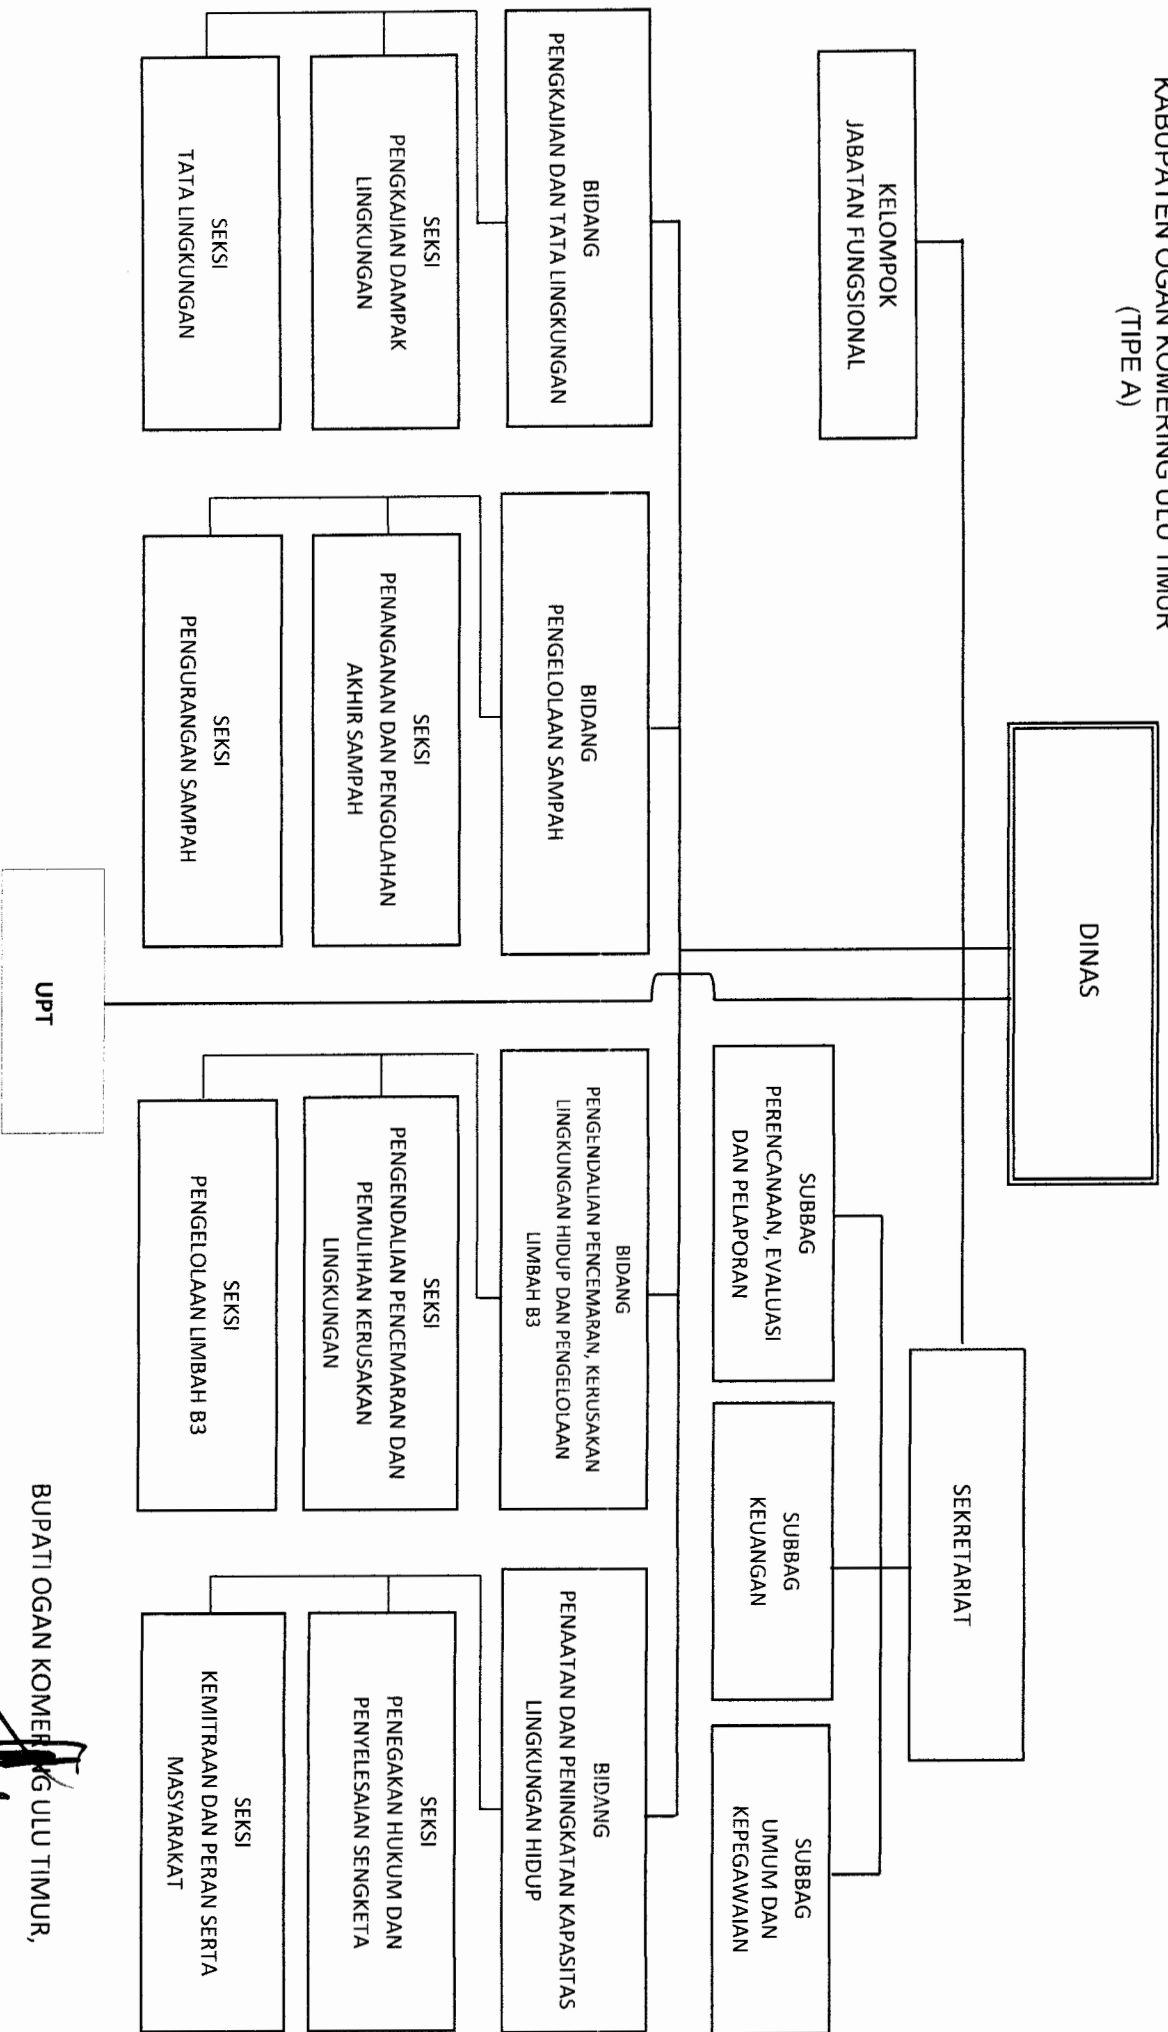 KABUPATEN OGAN KOMERING ULU TIMUR
(TIPE A)
DINAS
KELOMPOK
JABATAN FUNGSIONAL
SEKRETARIAT
SUBBAG
PERENCANAAN, EVALUASI
DAN PELAPORAN
SUBBAG
KEUANGAN
SUBBAG
UMUM DAN
KEPEGAWAIAN
BIDANG
PENGKAJIAN DAN TATA LINGKUNGAN
BIDANG
PENGELOLAAN SAMPAH
BIDANG
PENGENDALIAN PENCEMARAN, KERUSAKAN
LINGKUNGAN HIDUP DAN PENGELOLAAN
LIMBAH B3
BIDANG
PENAATAN DAN PENINGKATAN KAPASITAS
LINGKUNGAN HIDUP
SEKSI
PENGKAJIAN DAMPAK
LINGKUNGAN
SEKSI
PENANGANAN DAN PENGOLAHAN
AKHIR SAMPAH
SEKSI
PENGENDALIAN PENCEMARAN DAN
PEMULIHAN KERUSAKAN
LINGKUNGAN
SEKSI
PENEGAKAN HUKUM DAN
PENYELESAIAN SENGKETA
SEKSI
TATA LINGKUNGAN
SEKSI
PENGURANGAN SAMPAH
SEKSI
PENGELOLAAN LIMBAH B3
SEKSI
KEMITRAAN DAN PERAN SERTA
MASYARAKAT
UPT
BUPATI OGAN KOMERING ULU TIMUR,